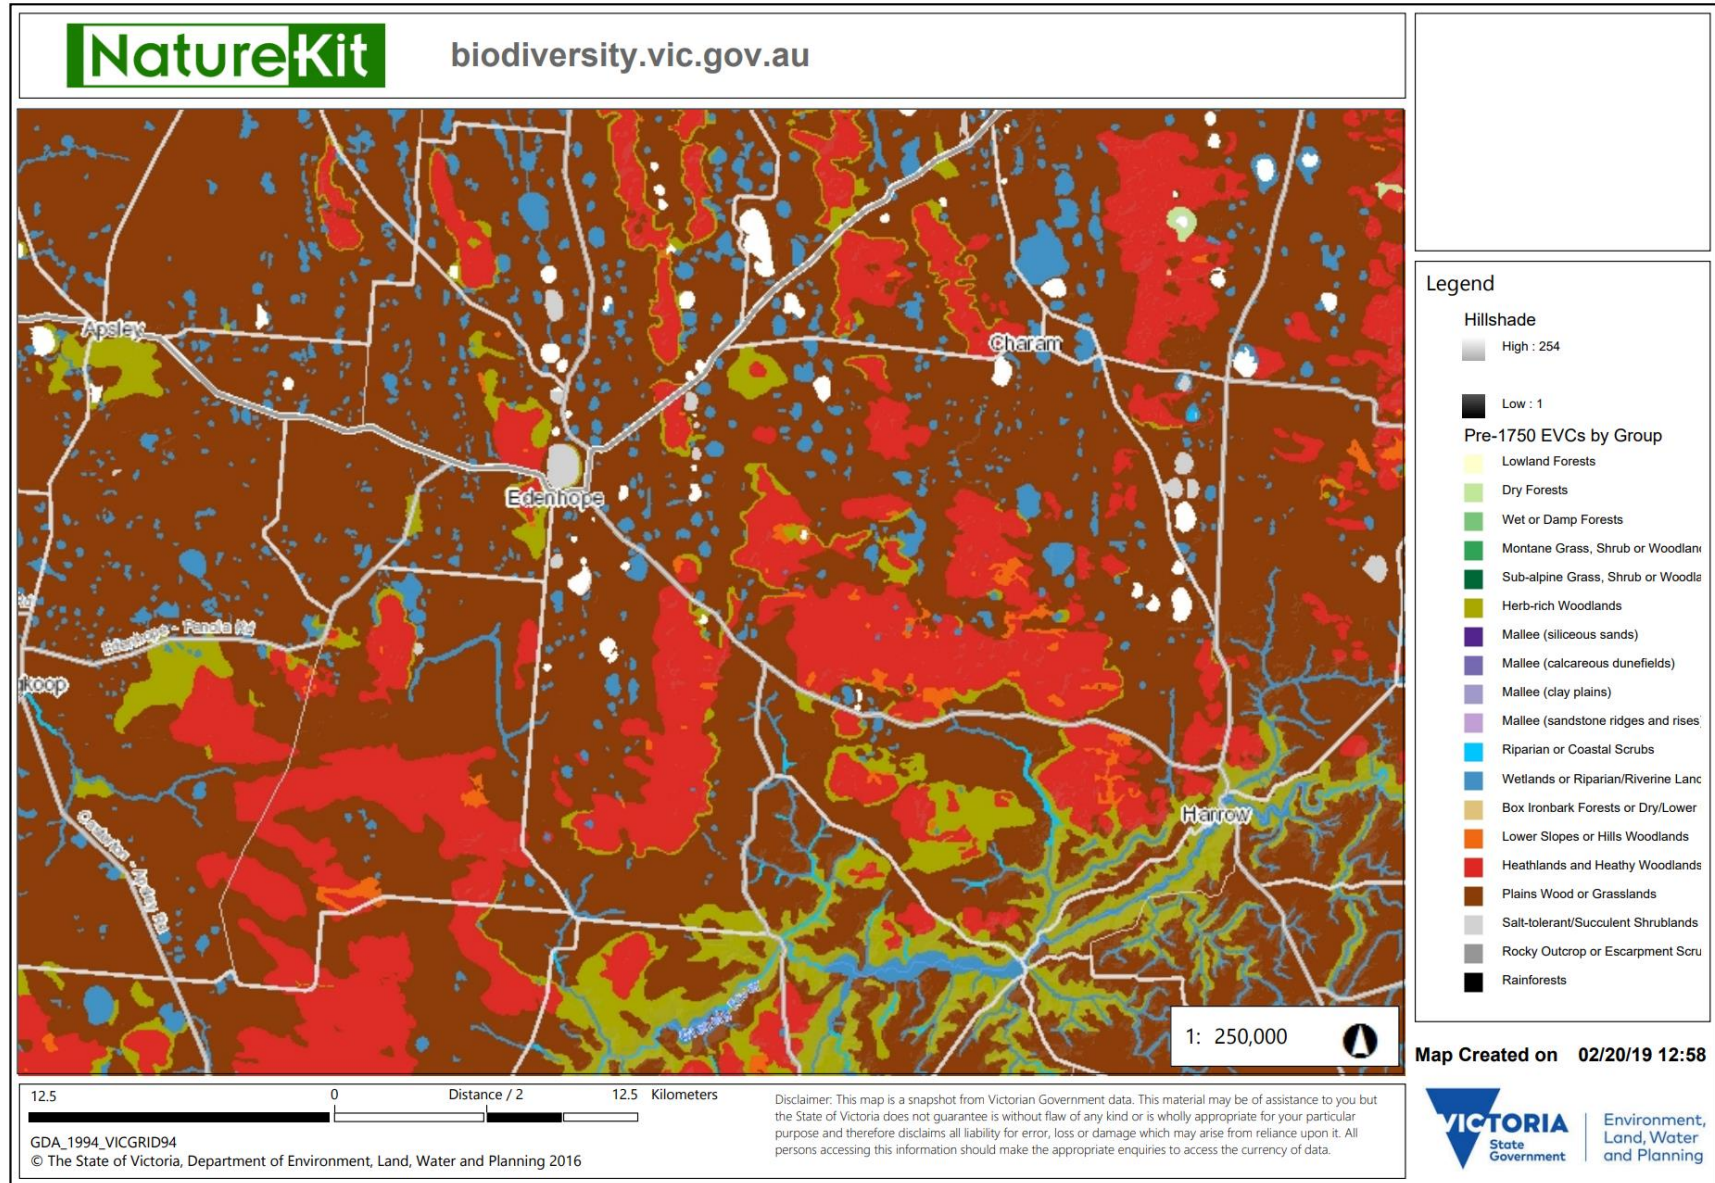 NatureKit
biodiversity.vic.gov.au
Apsley
Charam
Edenhope
Edenhope - Penola Rd
koop
Harrow
Casterton - Apsley Rd
1: 250,000
Legend
Hillshade
High : 254
Low : 1
Pre-1750 EVCs by Group
Lowland Forests
Dry Forests
Wet or Damp Forests
Montane Grass, Shrub or Woodlan
Sub-alpine Grass, Shrub or Woodla
Herb-rich Woodlands
Mallee (siliceous sands)
Mallee (calcareous dunefields)
Mallee (clay plains)
Mallee (sandstone ridges and rises
Riparian or Coastal Scrubs
Wetlands or Riparian/Riverine Land
Box Ironbark Forests or Dry/Lower
Lower Slopes or Hills Woodlands
Heathlands and Heathy Woodlands
Plains Wood or Grasslands
Salt-tolerant/Succulent Shrublands
Rocky Outcrop or Escarpment Scru
Rainforests
Map Created on 02/20/19 12:58
12.5 0 Distance / 2 12.5 Kilometers
GDA_1994_VICGRID94
© The State of Victoria, Department of Environment, Land, Water and Planning 2016
Disclaimer: This map is a snapshot from Victorian Government data. This material may be of assistance to you but
the State of Victoria does not guarantee is without flaw of any kind or is wholly appropriate for your particular
purpose and therefore disclaims all liability for error, loss or damage which may arise from reliance upon it. All
persons accessing this information should make the appropriate enquiries to access the currency of data.
VICTORIA
State
Government
Environment,
Land, Water
and Planning